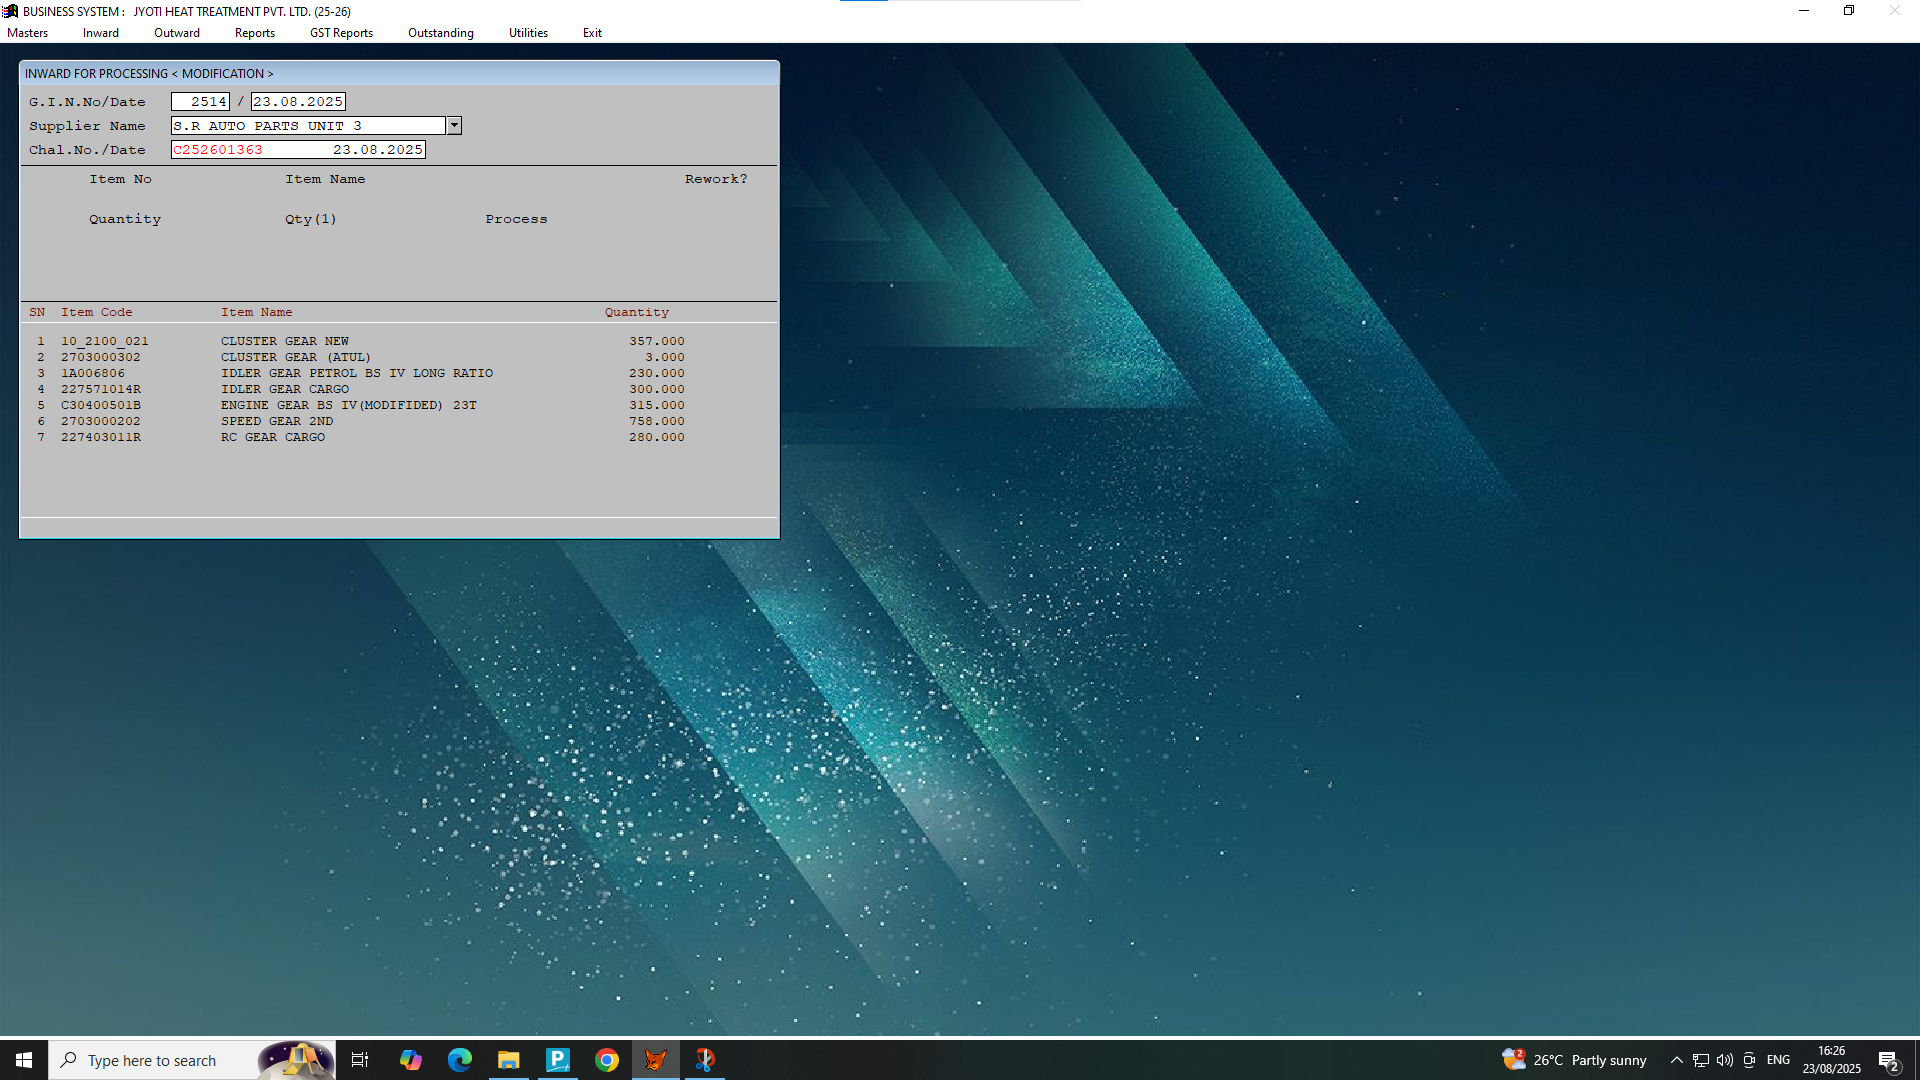 BUSINESS SYSTEM : JYOTI HEAT TREATMENT PVT. LTD. (25-26)
Masters Inward Outward Reports GST Reports Outstanding Utilities Exit
INWARD FOR PROCESSING < MODIFICATION >
G.I.N.No/Date 2514 / 23.08.2025
Supplier Name S.R AUTO PARTS UNIT 3
Chal.No./Date C252601363 23.08.2025
Item No Item Name Rework?
Quantity Qty(1) Process
SN Item Code Item Name Quantity
1 10_2100_021 CLUSTER GEAR NEW 357.000
2 2703000302 CLUSTER GEAR (ATUL) 3.000
3 1A006806 IDLER GEAR PETROL BS IV LONG RATIO 230.000
4 227571014R IDLER GEAR CARGO 300.000
5 C30400501B ENGINE GEAR BS IV(MODIFIDED) 23T 315.000
6 2703000202 SPEED GEAR 2ND 758.000
7 227403011R RC GEAR CARGO 280.000
Type here to search
2 26°C Partly sunny ENG 16:26 23/08/2025 2